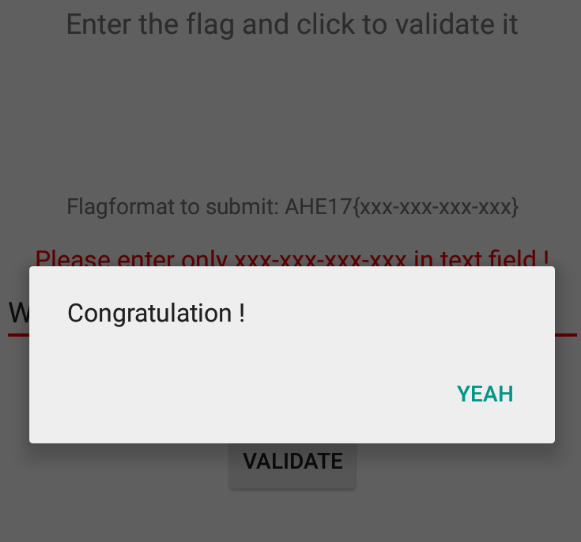 Enter the flag and click to validate it
Flagformat to submit: AHE17{xxx-xxx-xxx-xxx}
Please enter only xxx-xxx-xxx-xxx in text field !
Congratulation !
YEAH
VALIDATE